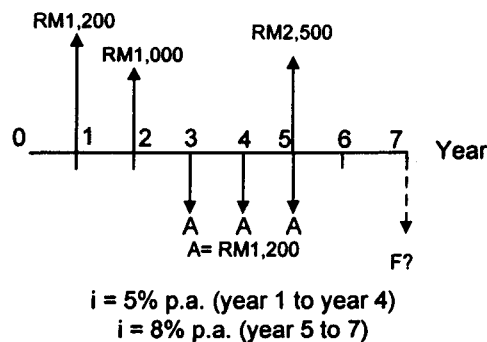 RM1,200
RM1,000
RM2,500
0 1 2 3 4 5 6 7 Year
A A A
A= RM1,200
F?
i = 5% p.a. (year 1 to year 4)
i = 8% p.a. (year 5 to 7)